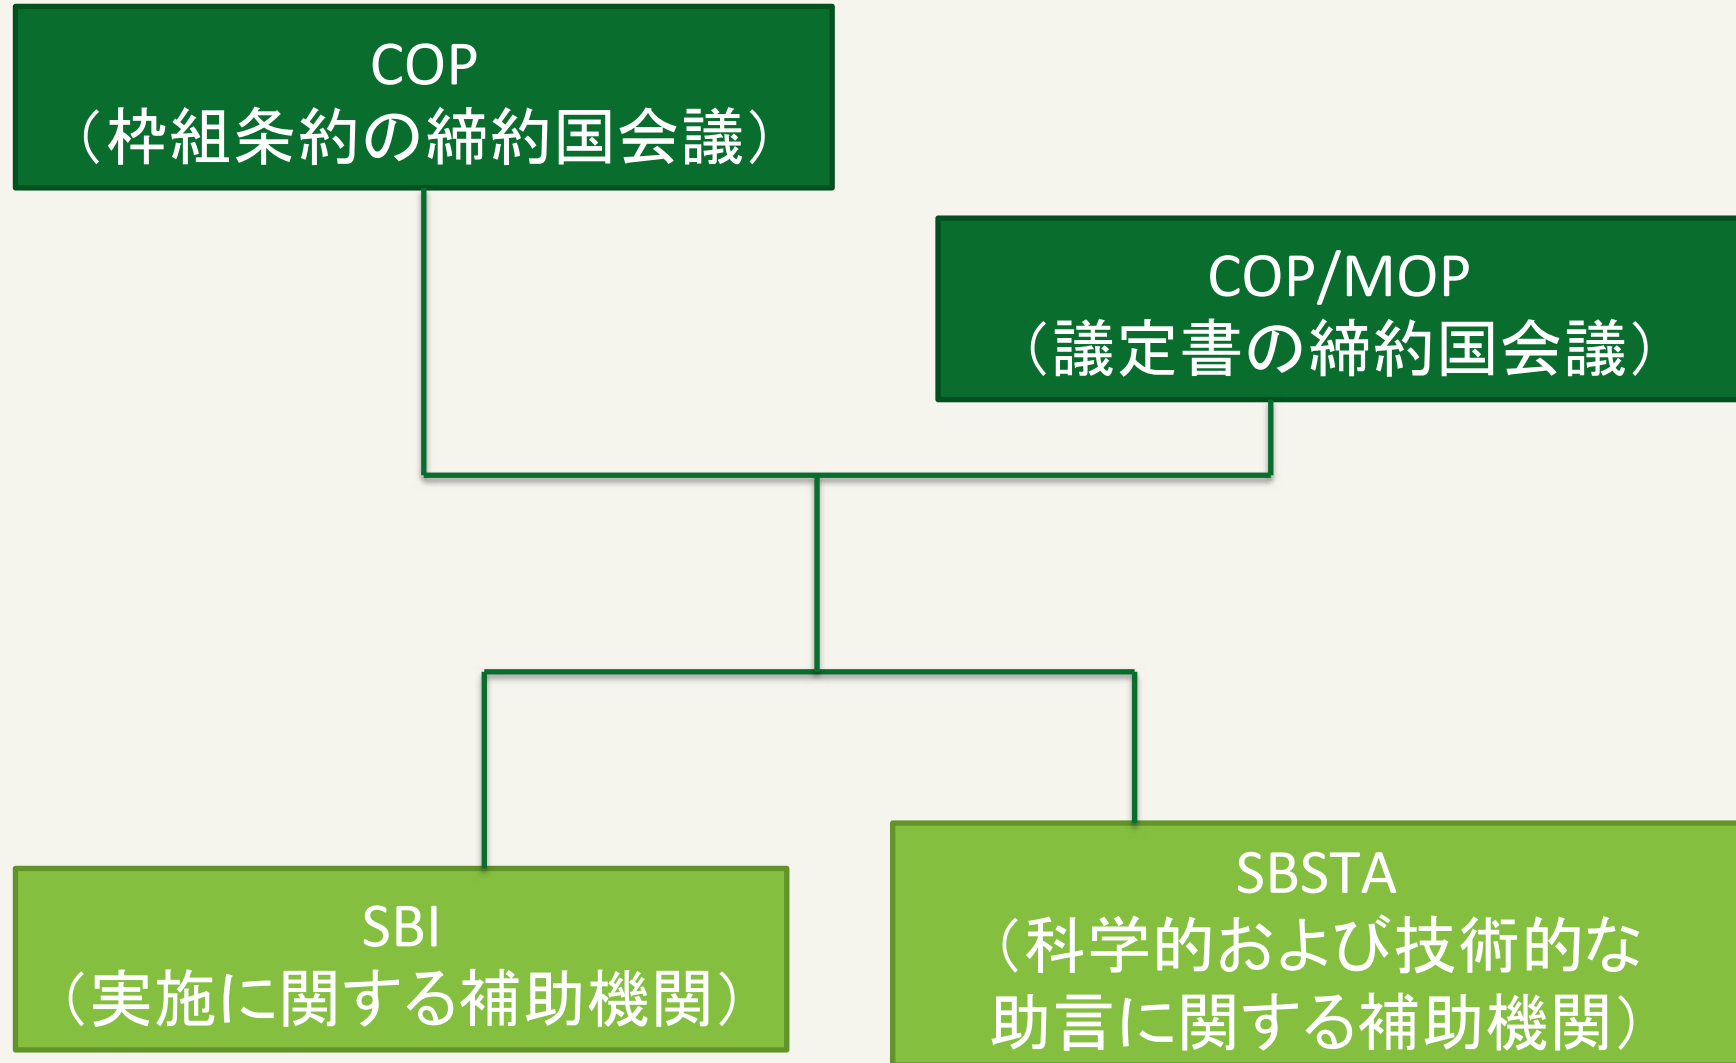 COP
（枠組条約の締約国会議）
COP/MOP
（議定書の締約国会議）
SBI
（実施に関する補助機関）
SBSTA
（科学的および技術的な
助言に関する補助機関）